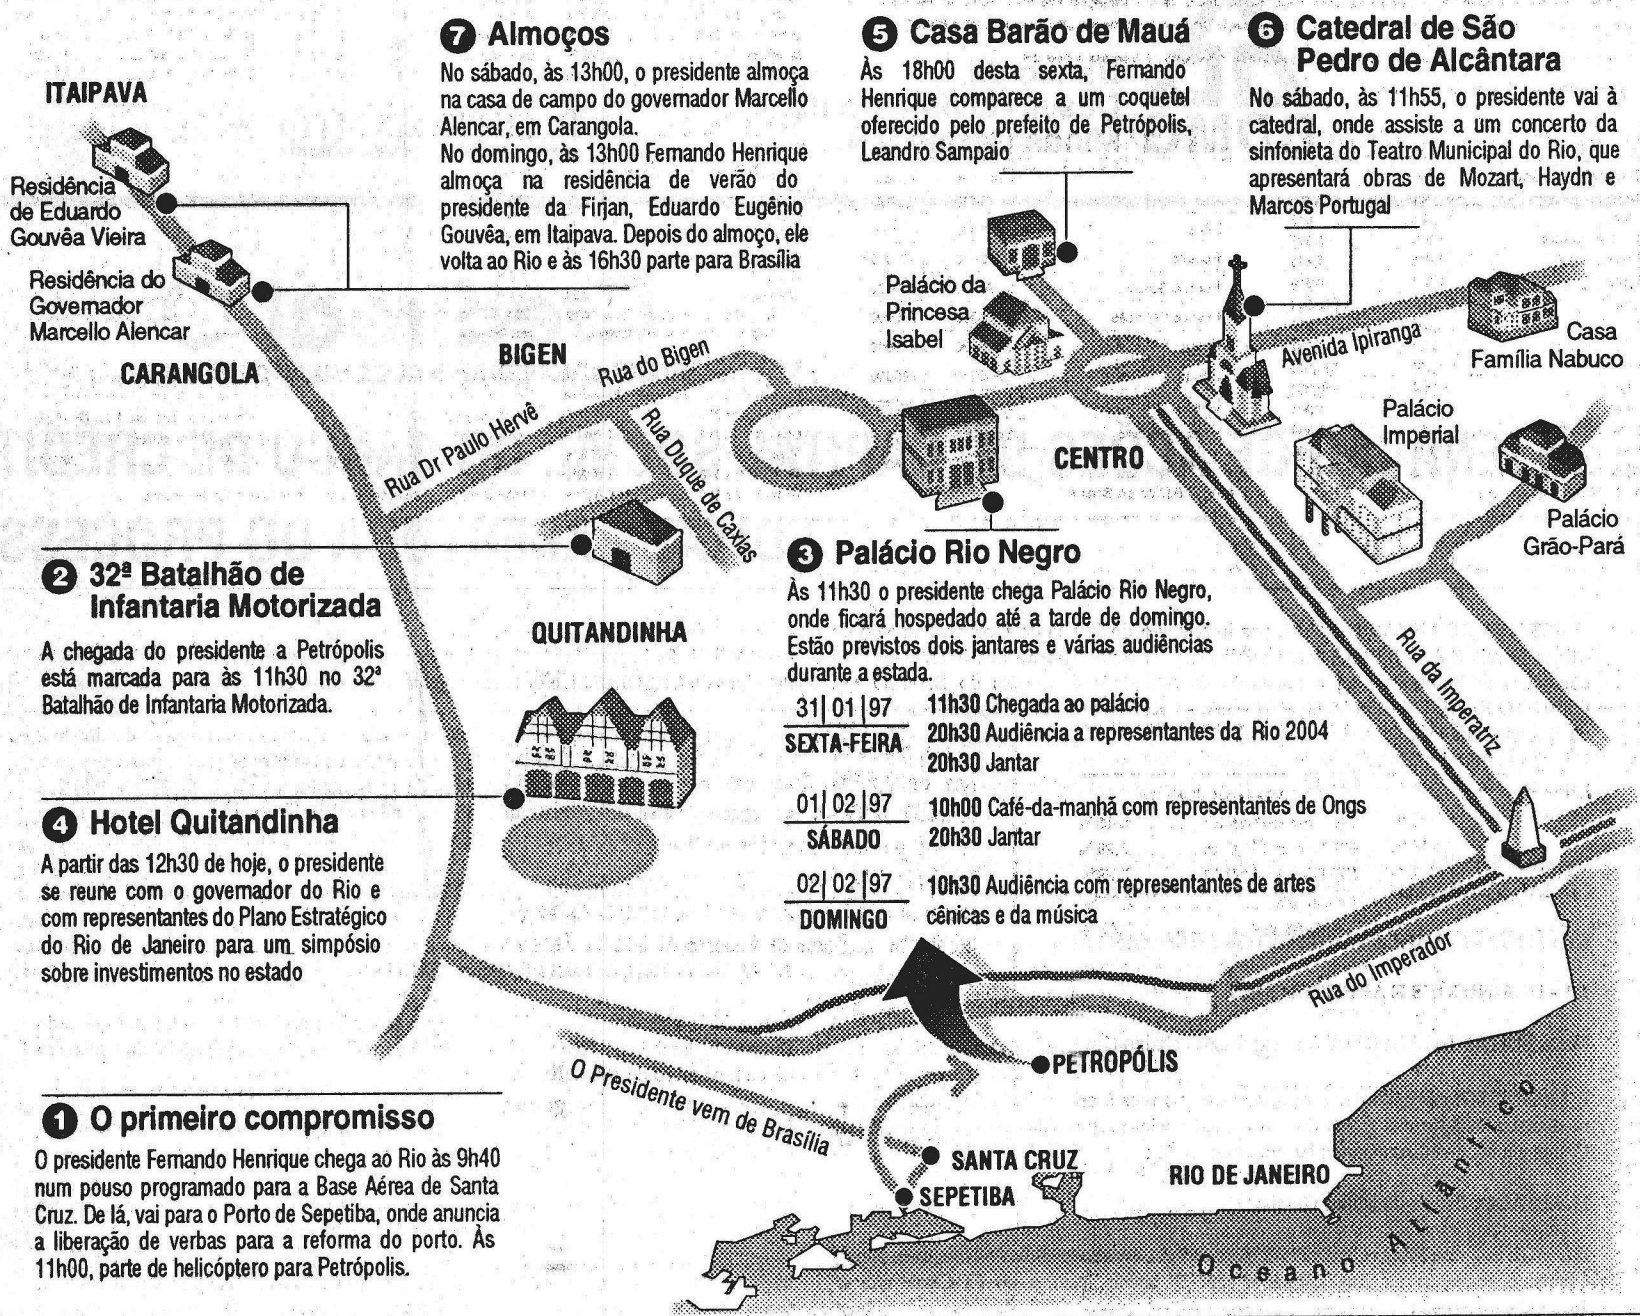 7 Almoços
No sábado, às 13h00, o presidente almoça
na casa de campo do governador Marcello
Alencar, em Carangola.
No domingo, às 13h00 Fernando Henrique
almoça na residência de verão do
presidente da Firjan, Eduardo Eugênio
Gouvêa, em Itaipava. Depois do almoço, ele
volta ao Rio e às 16h30 parte para Brasília
5 Casa Barão de Mauá
Às 18h00 desta sexta, Fernando
Henrique comparece a um coquetel
oferecido pelo prefeito de Petrópolis,
Leandro Sampaio
6 Catedral de São
Pedro de Alcântara
No sábado, às 11h55, o presidente vai à
catedral, onde assiste a um concerto da
sinfonieta do Teatro Municipal do Rio, que
apresentará obras de Mozart, Haydn e
Marcos Portugal
ITAIPAVA
Residência
de Eduardo
Gouvêa Vieira
Residência do
Governador
Marcello Alencar
CARANGOLA
BIGEN
Rua do Bigen
Rua Dr Paulo Hervê
Rua Duque de Caxias
Palácio da
Princesa
Isabel
Avenida Ipiranga
Casa
Família Nabuco
Palácio
Imperial
CENTRO
Palácio
Grão-Pará
2 32ª Batalhão de
Infantaria Motorizada
A chegada do presidente a Petrópolis
está marcada para às 11h30 no 32ª
Batalhão de Infantaria Motorizada.
QUITANDINHA
3 Palácio Rio Negro
Às 11h30 o presidente chega Palácio Rio Negro,
onde ficará hospedado até a tarde de domingo.
Estão previstos dois jantares e várias audiências
durante a estada.
31| 01 |97
SEXTA-FEIRA
11h30 Chegada ao palácio
20h30 Audiência a representantes da Rio 2004
20h30 Jantar
01| 02 |97
SÁBADO
10h00 Café-da-manhã com representantes de Ongs
20h30 Jantar
02| 02 |97
DOMINGO
10h30 Audiência com representantes de artes
cênicas e da música
Rua da Imperatriz
4 Hotel Quitandinha
A partir das 12h30 de hoje, o presidente
se reune com o governador do Rio e
com representantes do Plano Estratégico
do Rio de Janeiro para um simpósio
sobre investimentos no estado
Rua do Imperador
PETROPÓLIS
O Presidente vem de Brasília
1 O primeiro compromisso
O presidente Fernando Henrique chega ao Rio às 9h40
num pouso programado para a Base Aérea de Santa
Cruz. De lá, vai para o Porto de Sepetiba, onde anuncia
a liberação de verbas para a reforma do porto. Às
11h00, parte de helicóptero para Petrópolis.
SANTA CRUZ
SEPETIBA
RIO DE JANEIRO
Oceano Atlântico